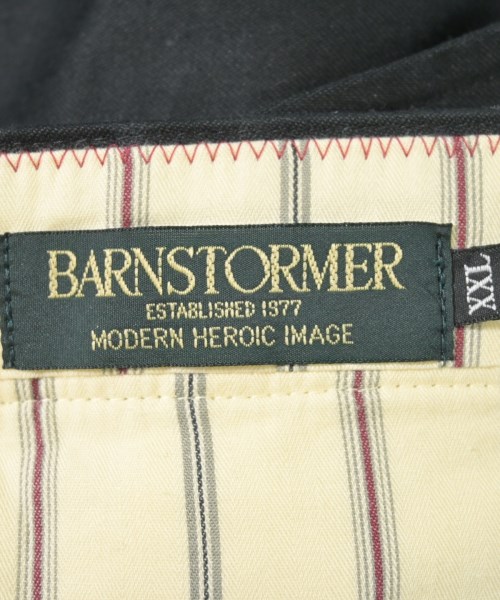 BARNSTORMER
ESTABLISHED 1977
MODERN HEROIC IMAGE
XXL